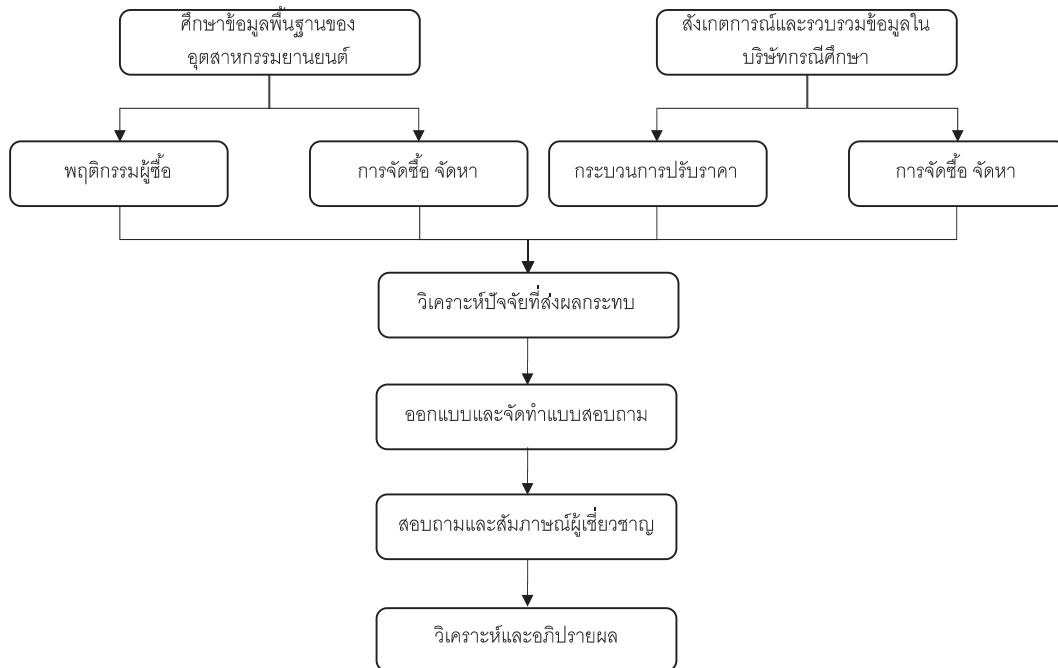 ศึกษาข้อมูลพื้นฐานของ
อุตสาหกรรมยานยนต์
สังเกตการณ์และรวบรวมข้อมูลใน
บริษัทกรณีศึกษา
พฤติกรรมผู้ซื้อ
การจัดซื้อ จัดหา
กระบวนการปรับราคา
การจัดซื้อ จัดหา
วิเคราะห์ปัจจัยที่ส่งผลกระทบ
ออกแบบและจัดทำแบบสอบถาม
สอบถามและสัมภาษณ์ผู้เชี่ยวชาญ
วิเคราะห์และอภิปรายผล